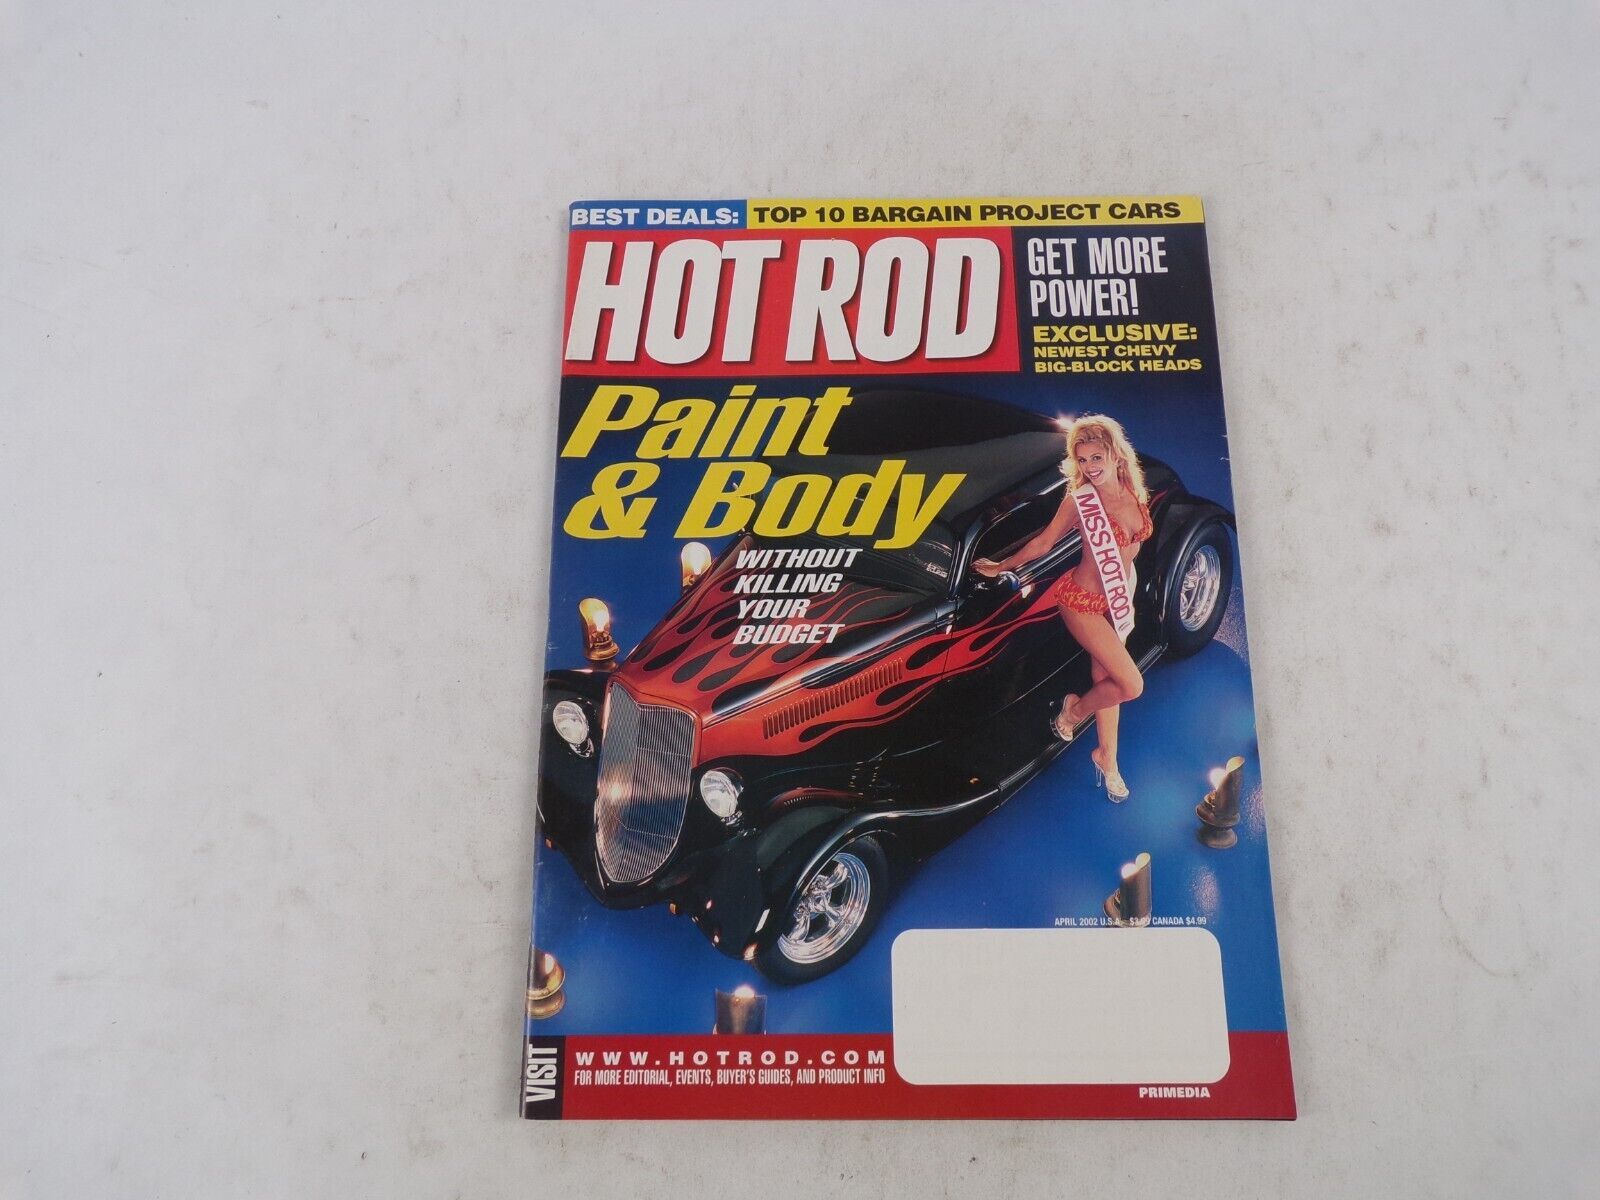 BEST DEALS: TOP 10 BARGAIN PROJECT CARS
HOT ROD
GET MORE
POWER!
EXCLUSIVE:
NEWEST CHEVY
BIG-BLOCK HEADS
Paint
& Body
WITHOUT
KILLING
YOUR
BUDGET
MISS HOT ROD
APRIL 2002 U.S.A. $3.99 CANADA $4.99
VISIT
WWW.HOTROD.COM
FOR MORE EDITORIAL, EVENTS, BUYER'S GUIDES, AND PRODUCT INFO
PRIMEDIA